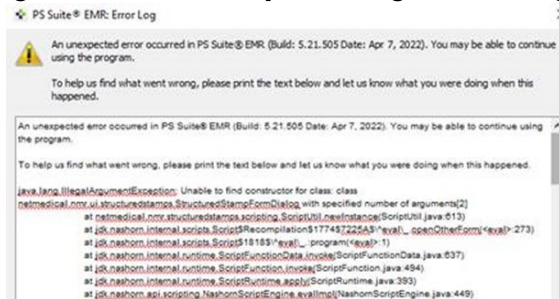 PS Suite® EMR: Error Log
An unexpected error occurred in PS Suite® EMR (Build: 5.21.505 Date: Apr 7, 2022). You may be able to continue
using the program.
To help us find what went wrong, please print the text below and let us know what you were doing when this
happened.
An unexpected error occurred in PS Suite® EMR (Build: 5.21.505 Date: Apr 7, 2022). You may be able to continue using
the program.
To help us find what went wrong, please print the text below and let us know what you were doing when this happened.
java.lang.IllegalArgumentException: Unable to find constructor for class: class
netmedical.nmr.ui.structuredstamps.StructuredStampFormDialog with specified number of arguments[2]
at netmedical.nmr.structuredstamps.scripting.ScriptUtil.newInstance(ScriptUtil.java:613)
at jdk.nashorn.internal.scripts.Script$Recompilation$1774$7225A$\^eval\_.openOtherForm(<eval>:273)
at jdk.nashorn.internal.scripts.Script$1818$\^eval\_.:program(<eval>:1)
at jdk.nashorn.internal.runtime.ScriptFunctionData.invoke(ScriptFunctionData.java:637)
at jdk.nashorn.internal.runtime.ScriptFunction.invoke(ScriptFunction.java:494)
at jdk.nashorn.internal.runtime.ScriptRuntime.apply(ScriptRuntime.java:393)
at jdk.nashorn.api.scripting.NashornScriptEngine.evalImpl(NashornScriptEngine.java:449)